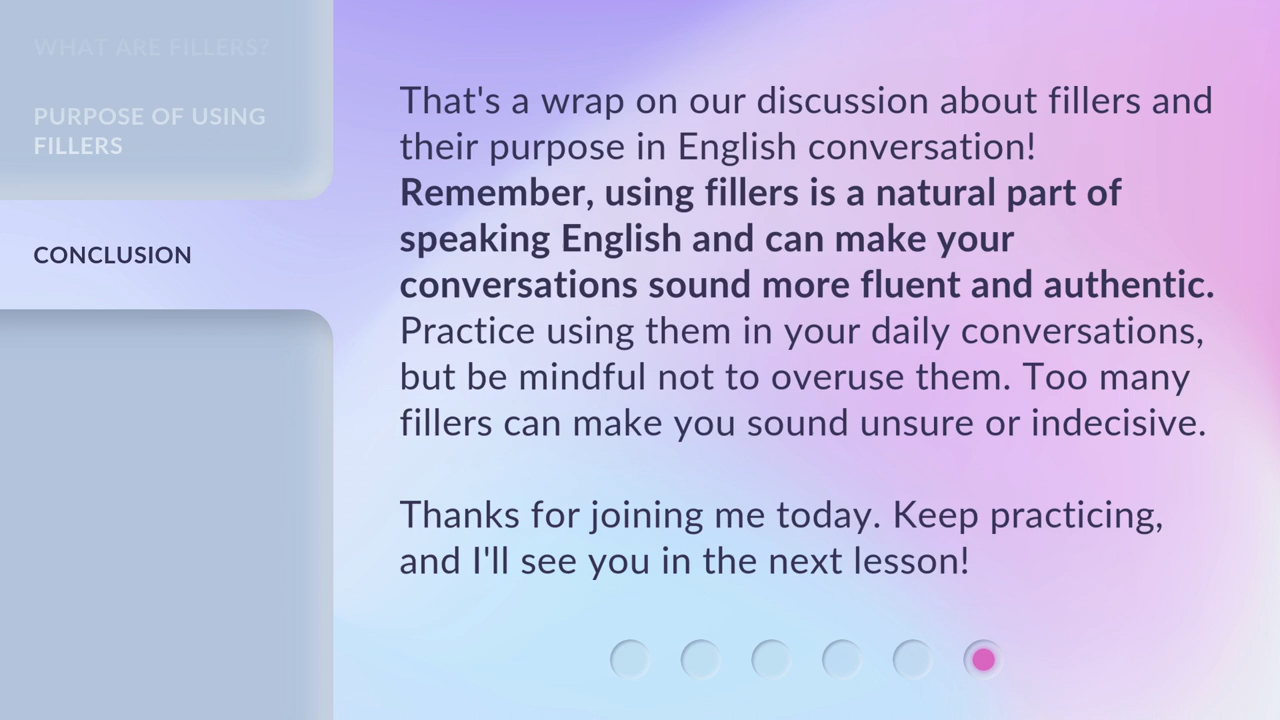 WHAT ARE FILLERS?
PURPOSE OF USING
FILLERS
CONCLUSION
That's a wrap on our discussion about fillers and
their purpose in English conversation!
Remember, using fillers is a natural part of
speaking English and can make your
conversations sound more fluent and authentic.
Practice using them in your daily conversations,
but be mindful not to overuse them. Too many
fillers can make you sound unsure or indecisive.
Thanks for joining me today. Keep practicing,
and I'll see you in the next lesson!